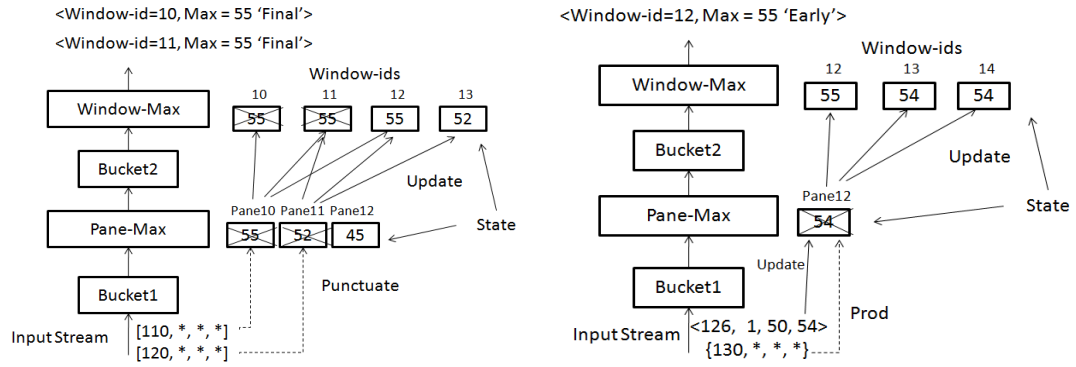 <Window-id=10, Max = 55 ‘Final’>
<Window-id=11, Max = 55 ‘Final’>
Window-ids
10 11 12 13
Window-Max
55 55 55 52
Bucket2
Update
Pane10 Pane11 Pane12
Pane-Max
55 52 45
State
Bucket1
Punctuate
Input Stream
[110, *, *, *]
[120, *, *, *]
<Window-id=12, Max = 55 ‘Early’>
Window-ids
12 13 14
Window-Max
55 54 54
Bucket2
Update
Pane12
Pane-Max
54
State
Update
Bucket1
Prod
Input Stream
<126, 1, 50, 54>
{130, *, *, *}